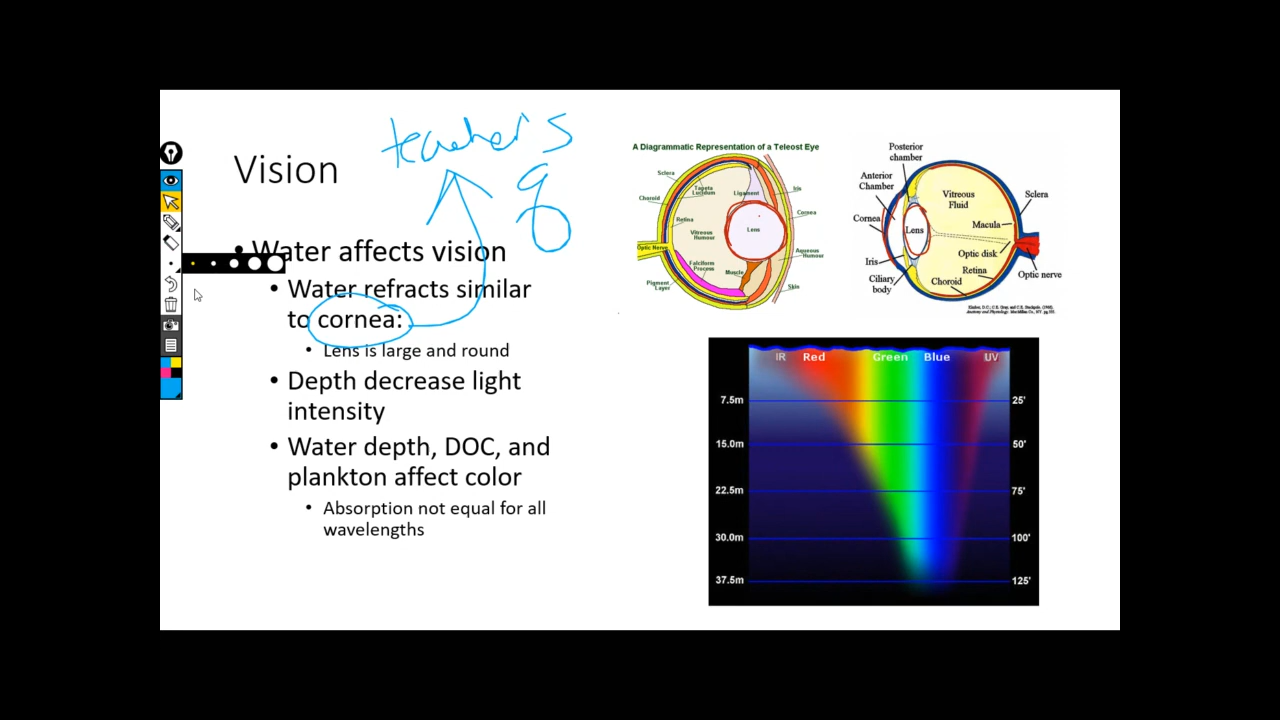 teacher's
g
Vision
• Water affects vision
• Water refracts similar
to cornea:
• Lens is large and round
• Depth decrease light
intensity
• Water depth, DOC, and
plankton affect color
• Absorption not equal for all
wavelengths
A Diagrammatic Representation of a Teleost Eye
Sclera
Tapeta
Lucidum
Ligament
Iris
Choroid
Retina
Cornea
Lens
Vitreous
Humour
Optic Nerve
Aqueous
Humour
Falciform
Process
Muscle
Pigment
Layer
Skin
Posterior
chamber
Anterior
Chamber
Vitreous
Fluid
Sclera
Cornea
Lens
Macula
Optic disk
Iris
Retina
Optic nerve
Ciliary
body
Choroid
IR Red Green Blue UV
7.5m 25'
15.0m 50'
22.5m 75'
30.0m 100'
37.5m 125'